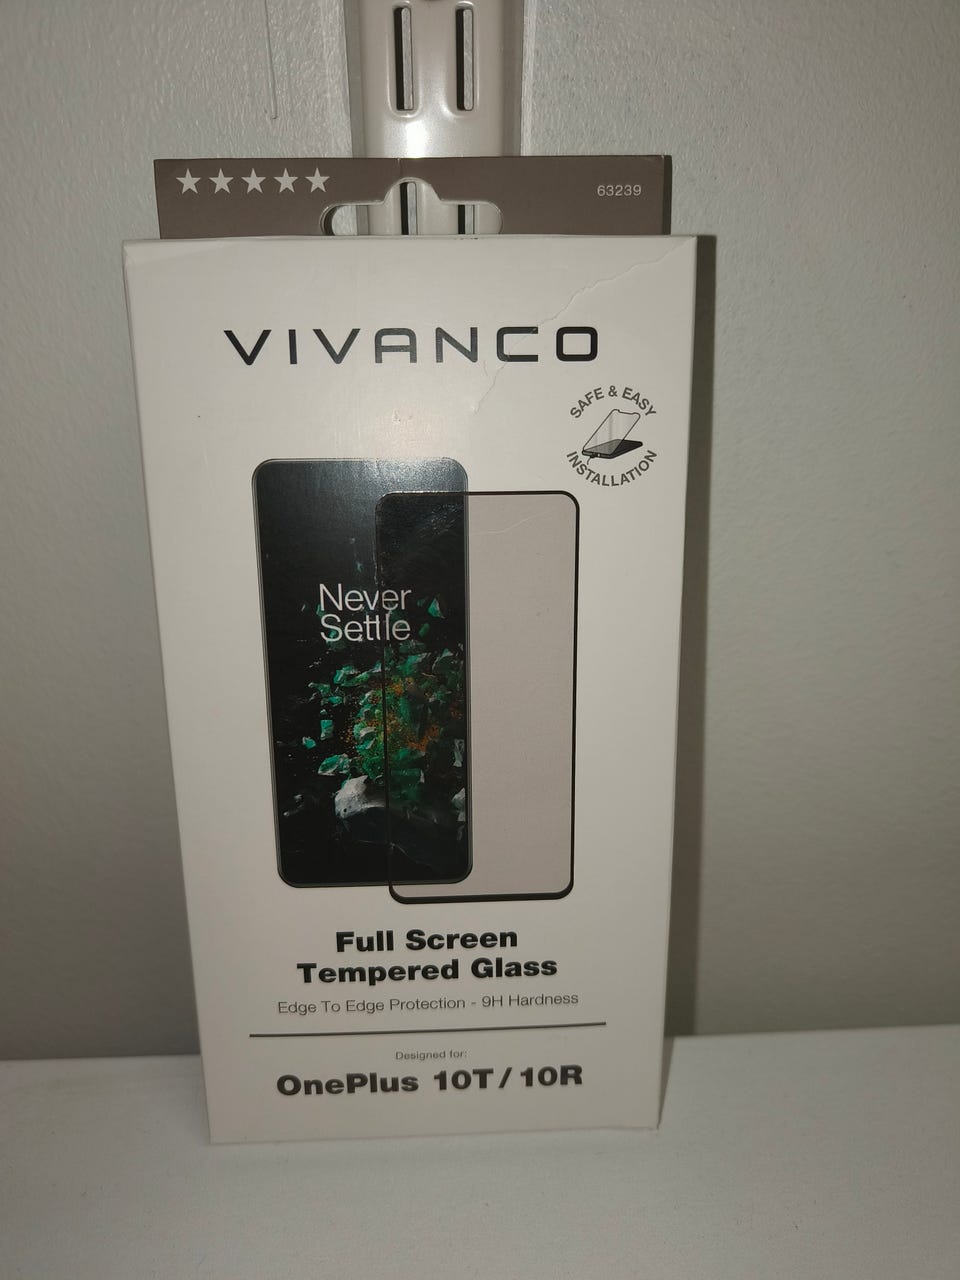 63239
VIVANCO
SAFE & EASY
INSTALLATION
Never
Settle
Full Screen
Tempered Glass
Edge To Edge Protection - 9H Hardness
Designed for:
OnePlus 10T / 10R